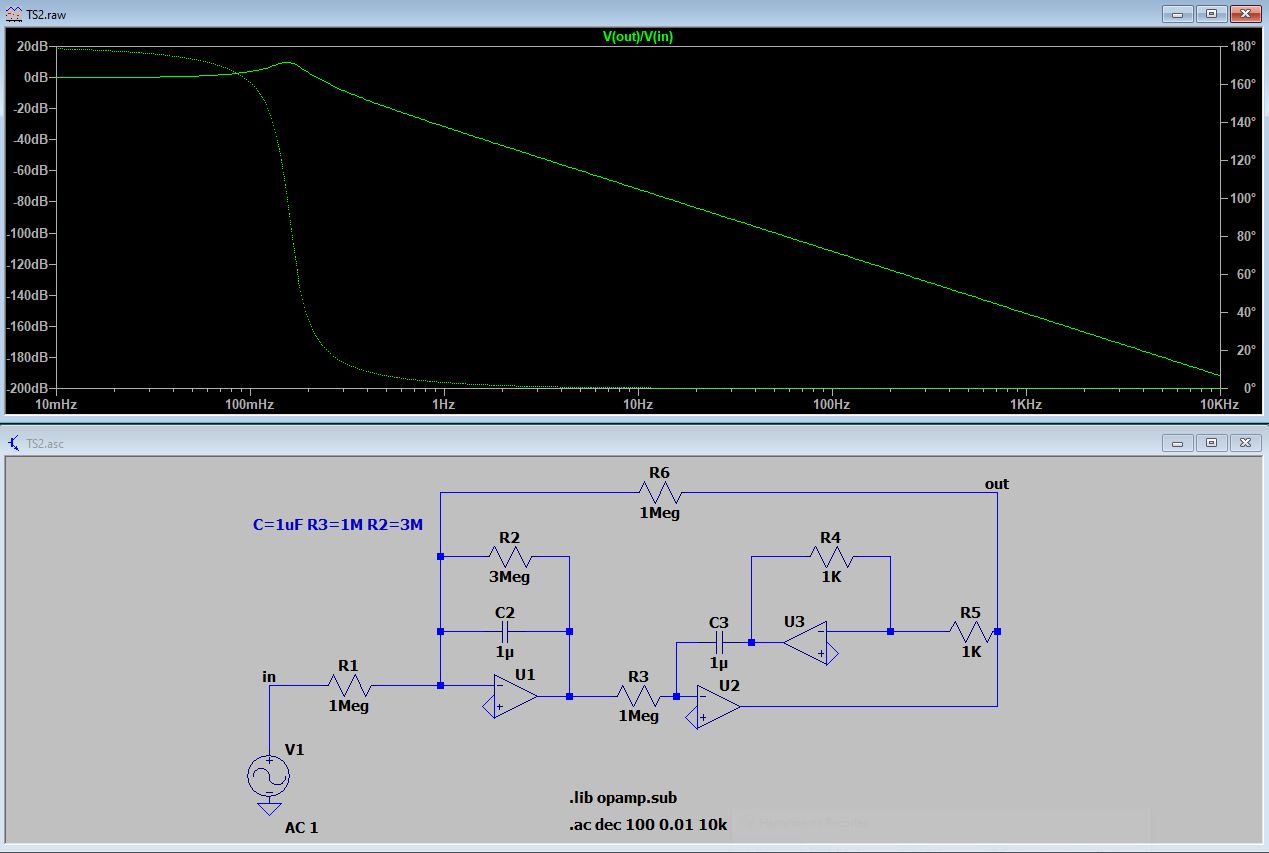 TS2.raw
V(out)/V(in)
20dB
0dB
-20dB
-40dB
-60dB
-80dB
-100dB
-120dB
-140dB
-160dB
-180dB
-200dB
180°
160°
140°
120°
100°
80°
60°
40°
20°
0°
10mHz 100mHz 1Hz 10Hz 100Hz 1KHz 10KHz
TS2.asc
R6
out
1Meg
C=1uF R3=1M R2=3M
R2
R4
3Meg
1K
C2
C3
U3
R5
1µ
1µ
1K
in
R1
U1
R3
U2
1Meg
1Meg
V1
AC 1
.lib opamp.sub
.ac dec 100 0.01 10k